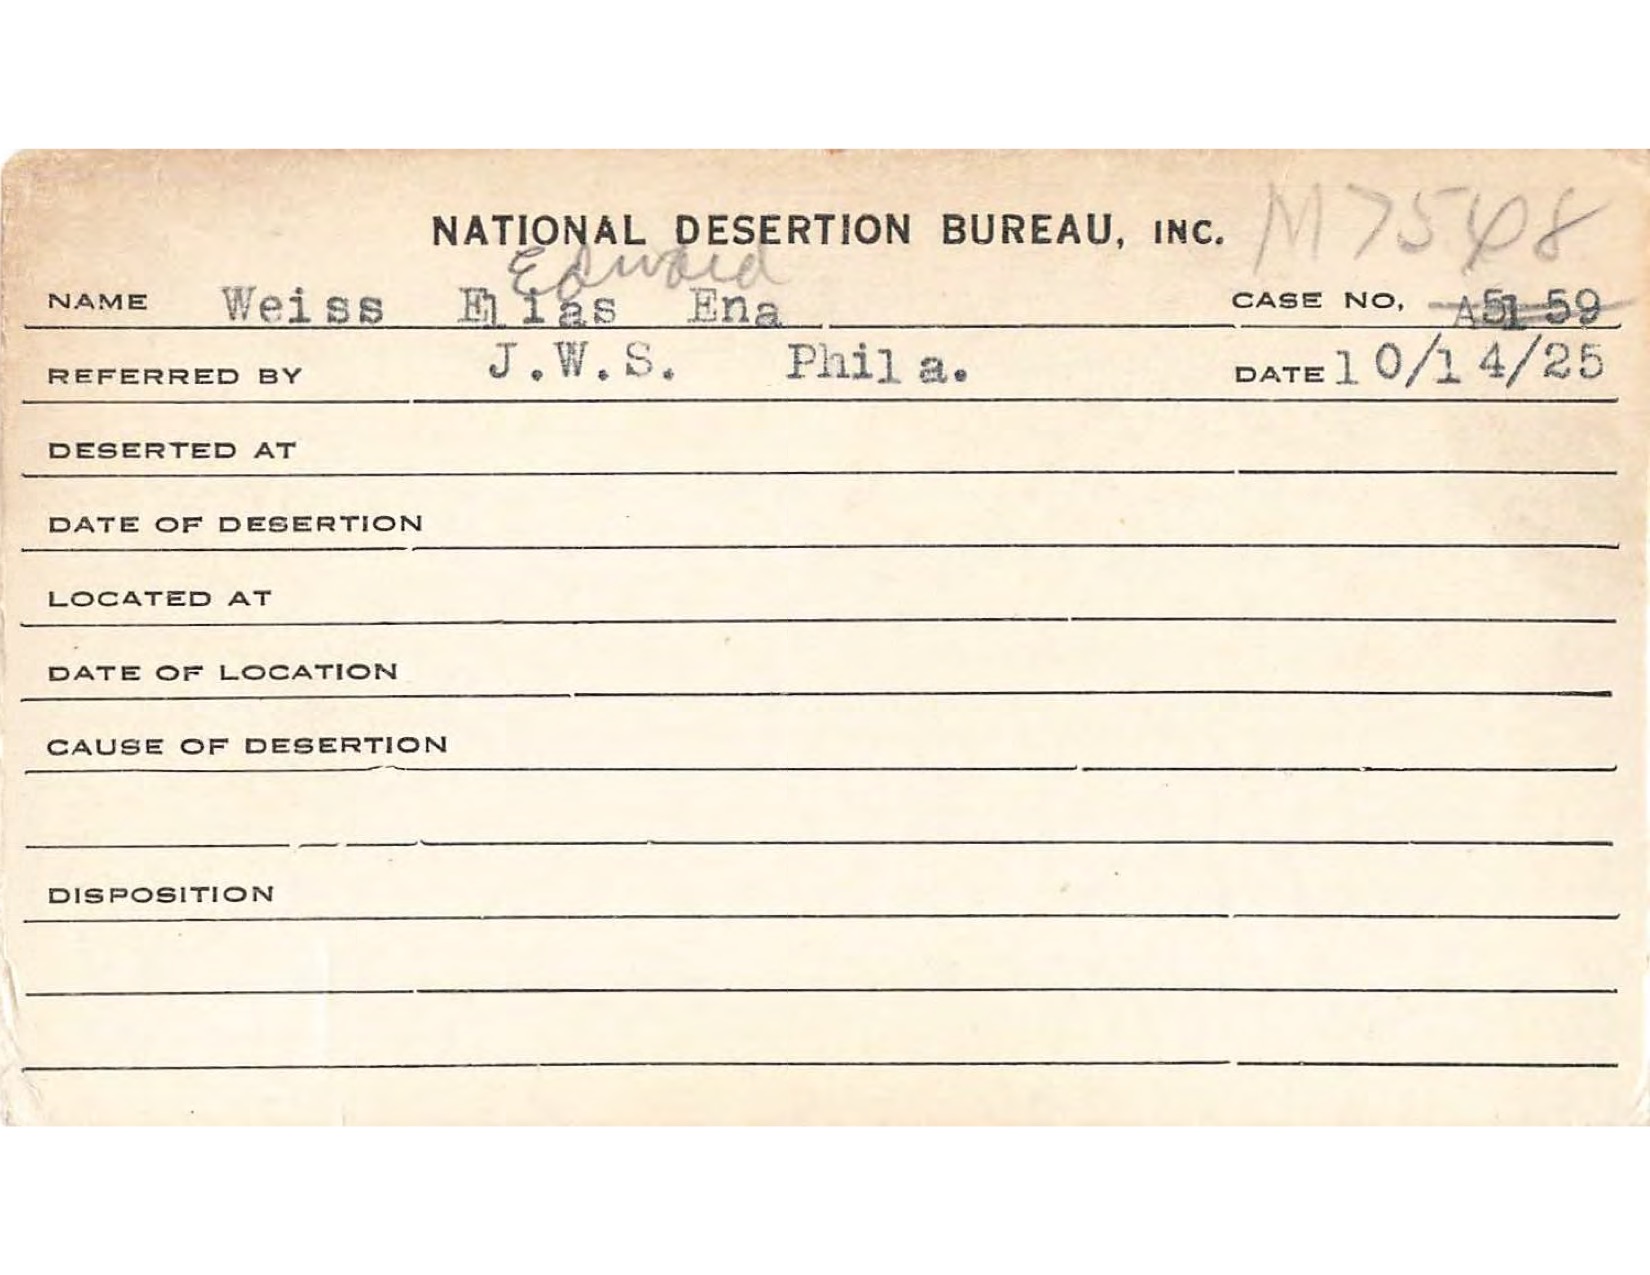 NATIONAL DESERTION BUREAU, INC. M7548
Edward
NAME Weiss Elias Ena CASE NO. A5159
REFERRED BY J.W.S. Phila. DATE 10/14/25
DESERTED AT
DATE OF DESERTION
LOCATED AT
DATE OF LOCATION
CAUSE OF DESERTION
DISPOSITION